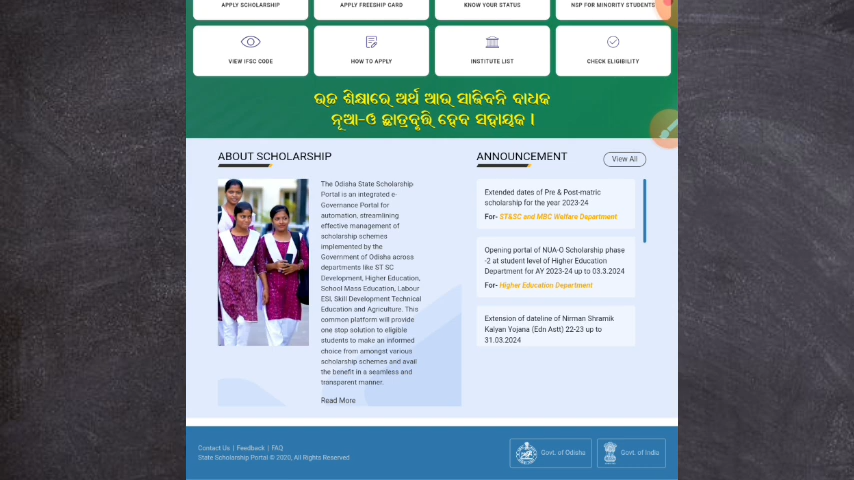 APPLY SCHOLARSHIP
APPLY FREESHIP CARD
KNOW YOUR STATUS
NSP FOR MINORITY STUDENTS
VIEW IFSC CODE
HOW TO APPLY
INSTITUTE LIST
CHECK ELIGIBILITY
ଉଚ୍ଚ ଶିକ୍ଷାରେ ଅର୍ଥ ଆଉ ସାଜିବନି ବାଧକ
ନୂଆ-ଓ ଛାତ୍ରବୃତ୍ତି ହେବ ସହାୟକ ।
ABOUT SCHOLARSHIP
The Odisha State Scholarship
Portal is an integrated e-
Governance Portal for
automation, streamlining
effective management of
scholarship schemes
implemented by the
Government of Odisha across
departments like ST SC
Development, Higher Education,
School Mass Education, Labour
ESI, Skill Development Technical
Education and Agriculture. This
common platform will provide
one stop solution to eligible
students to make an informed
choice from amongst various
scholarship schemes and avail
the benefit in a seamless and
transparent manner.
Read More
ANNOUNCEMENT
View All
Extended dates of Pre & Post-matric
scholarship for the year 2023-24
For- ST&SC and MBC Welfare Department
Opening portal of NUA-O Scholarship phase
-2 at student level of Higher Education
Department for AY 2023-24 up to 03.3.2024
For- Higher Education Department
Extension of dateline of Nirman Shramik
Kalyan Yojana (Edn Astt) 22-23 up to
31.03.2024
Contact Us | Feedback | FAQ
State Scholarship Portal © 2020, All Rights Reserved
Govt. of Odisha
Govt. of India